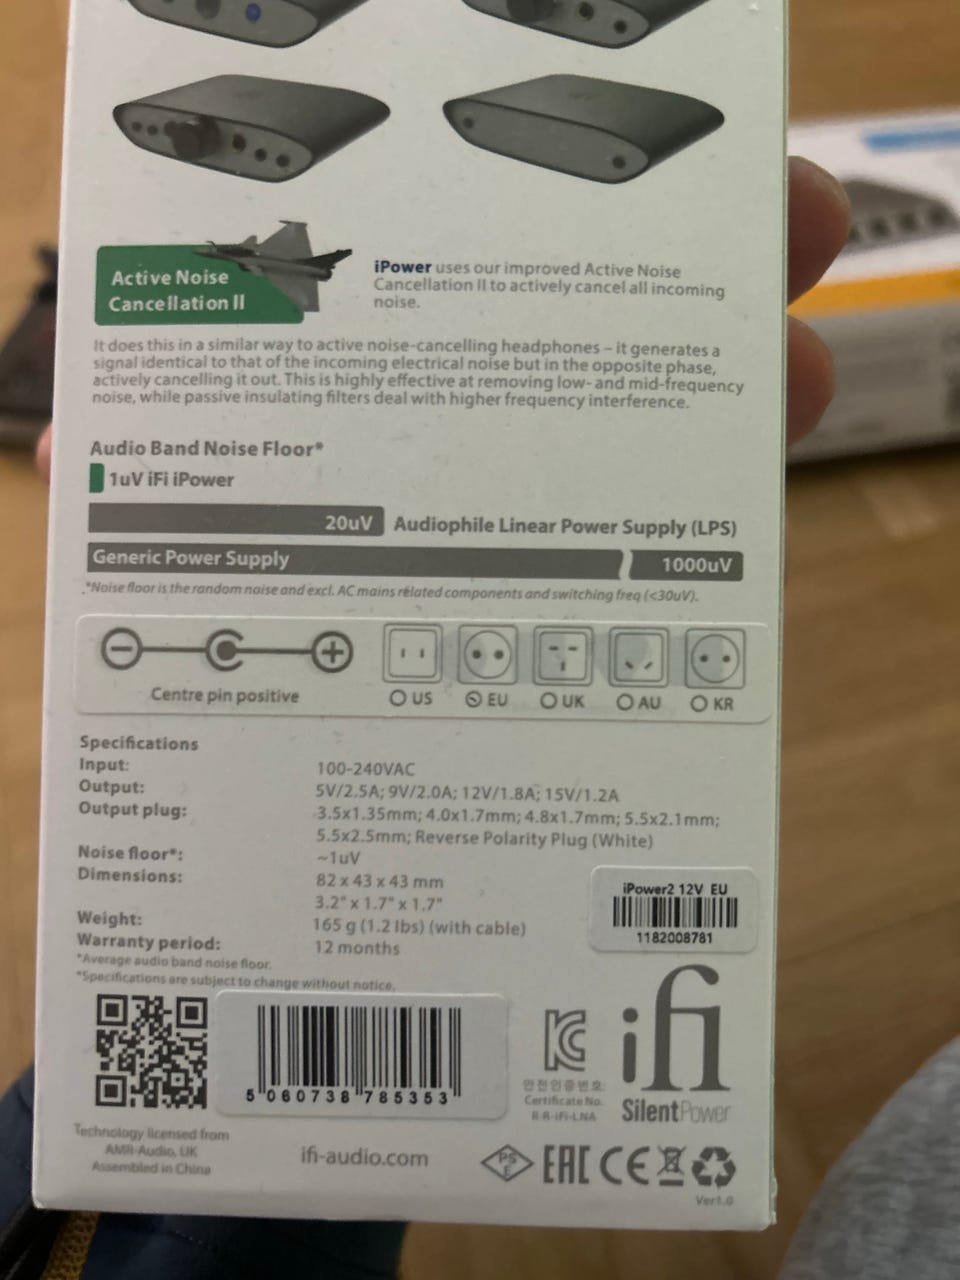 Active Noise
Cancellation II
iPower uses our improved Active Noise
Cancellation II to actively cancel all incoming
noise.
It does this in a similar way to active noise-cancelling headphones – it generates a
signal identical to that of the incoming electrical noise but in the opposite phase,
actively cancelling it out. This is highly effective at removing low- and mid-frequency
noise, while passive insulating filters deal with higher frequency interference.
Audio Band Noise Floor*
1uV iFi iPower
20uV Audiophile Linear Power Supply (LPS)
Generic Power Supply 1000uV
*Noise floor is the random noise and excl. AC mains related components and switching freq (<30uV).
Centre pin positive
US EU UK AU KR
Specifications
Input: 100-240VAC
Output: 5V/2.5A; 9V/2.0A; 12V/1.8A; 15V/1.2A
Output plug: 3.5x1.35mm; 4.0x1.7mm; 4.8x1.7mm; 5.5x2.1mm;
5.5x2.5mm; Reverse Polarity Plug (White)
Noise floor*: ~1uV
Dimensions: 82 x 43 x 43 mm
3.2" x 1.7" x 1.7"
Weight: 165 g (1.2 lbs) (with cable)
Warranty period: 12 months
*Average audio band noise floor.
*Specifications are subject to change without notice.
iPower2 12V EU
1182008781
5 060738 785353
안전인증번호:
Certificate No.
R-R-iFi-LNA
ifi
SilentPower
Technology licensed from
AMR-Audio, UK
Assembled in China
ifi-audio.com
PSE EAC CE
Ver1.0